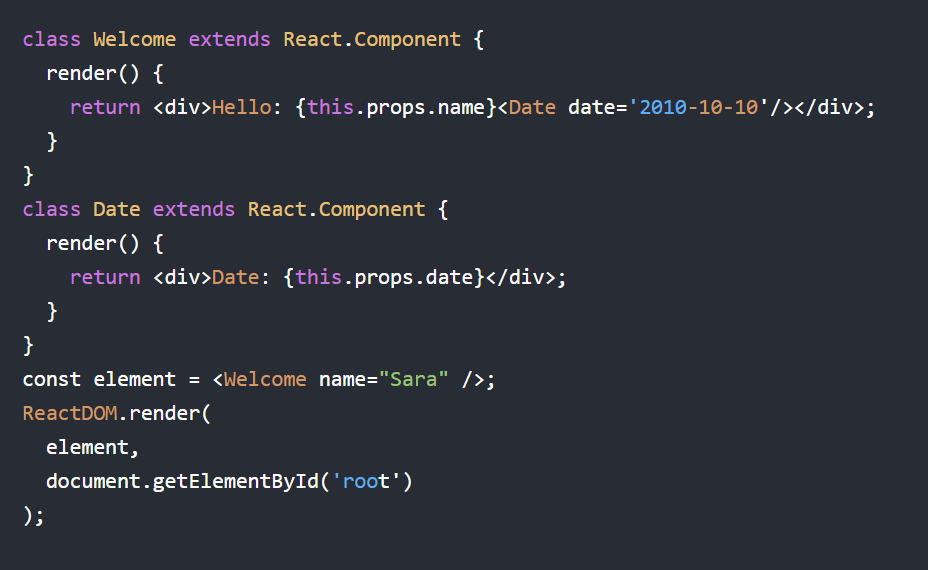 class Welcome extends React.Component {
  render() {
    return <div>Hello: {this.props.name}<Date date='2010-10-10'/></div>;
  }
}
class Date extends React.Component {
  render() {
    return <div>Date: {this.props.date}</div>;
  }
}
const element = <Welcome name="Sara" />;
ReactDOM.render(
  element,
  document.getElementById('root')
);